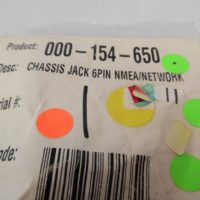 Product: 000-154-650
Desc: CHASSIS JACK 6PIN NMEA/NETWORK
rial #:
ode: